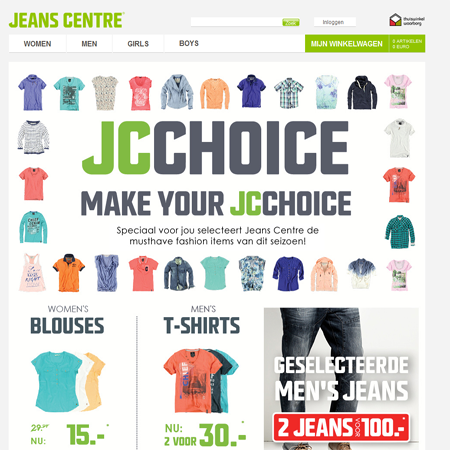 JEANS CENTRE
Inloggen
thuiswinkel
waarborg
WOMEN MEN GIRLS BOYS MIJN WINKELWAGEN 0 ARTIKELEN
0 EURO
JCCHOICE
MAKE YOUR JCCHOICE
Speciaal voor jou selecteert Jeans Centre de
musthave fashion items van dit seizoen!
WOMEN'S
BLOUSES
29.95
NU: 15.-*
MEN'S
T-SHIRTS
NU:
2 VOOR 30.-*
GESELECTEERDE
MEN'S JEANS
2 JEANS VOOR 100.-*